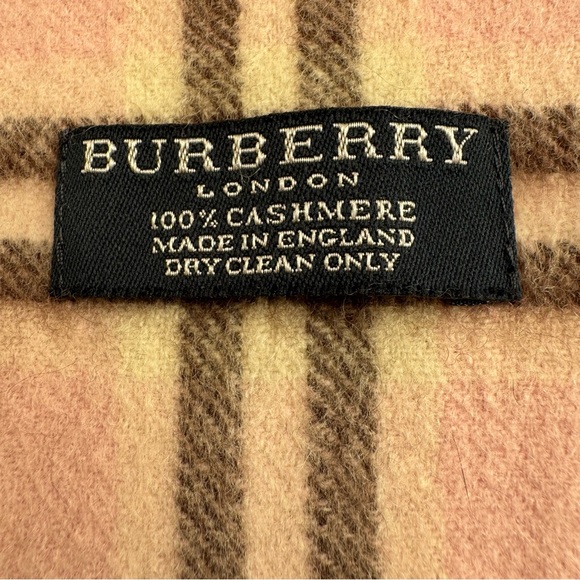 BURBERRY
LONDON
100% CASHMERE
MADE IN ENGLAND
DRY CLEAN ONLY